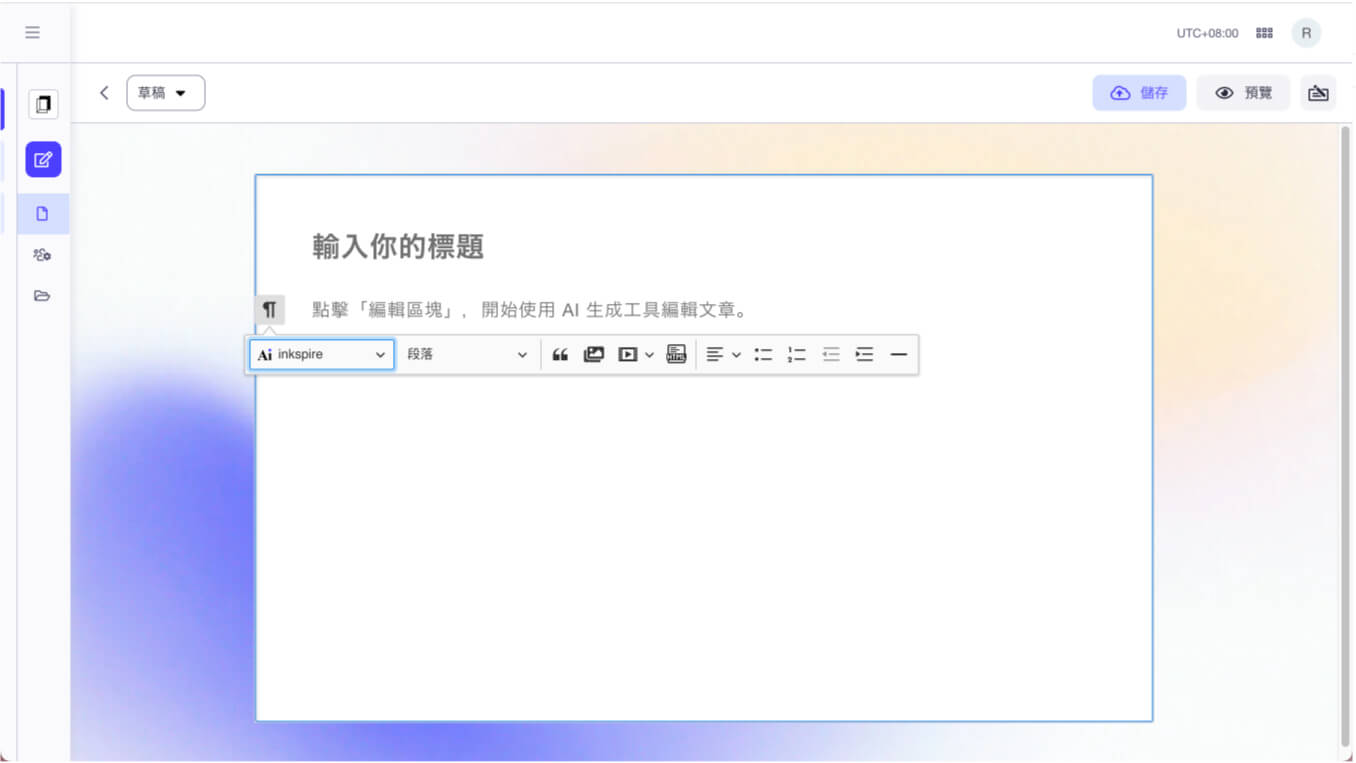 UTC+08:00
R
草稿
儲存
預覽
輸入你的標題
點擊「編輯區塊」，開始使用 AI 生成工具編輯文章。
Ai inkspire
段落
HTML